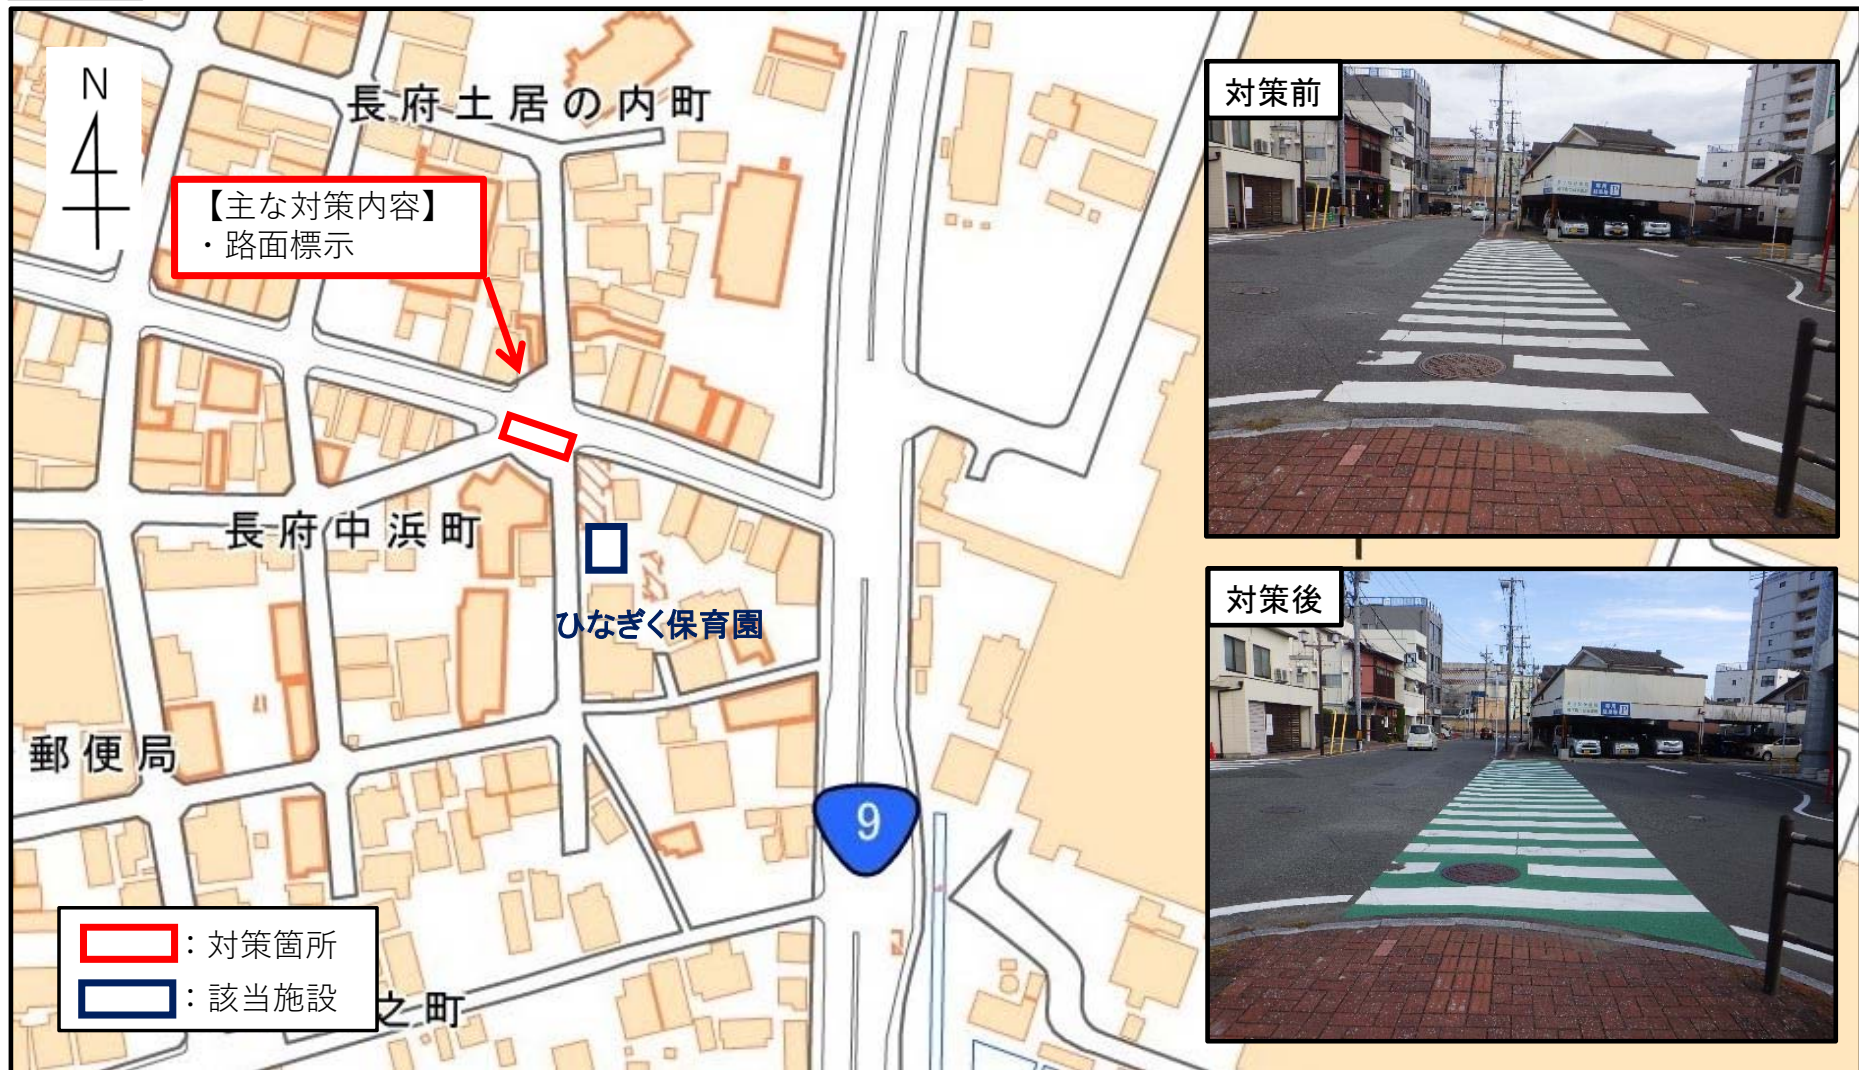 N
長府土居の内町
【主な対策内容】
・路面標示
長府中浜町
ひなぎく保育園
郵便局
9
之町
：対策箇所
：該当施設
対策前
P
対策後
P